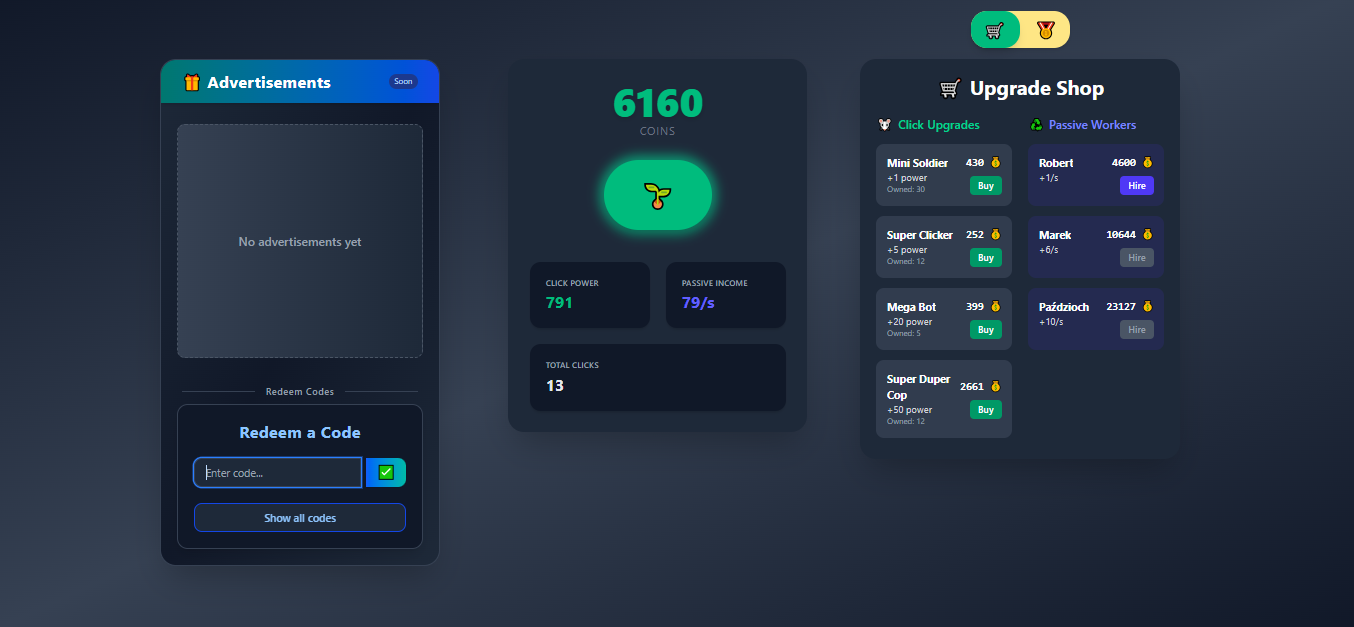 Advertisements
Soon
No advertisements yet
Redeem Codes
Redeem a Code
Enter code...
Show all codes
6160
COINS
CLICK POWER
791
PASSIVE INCOME
79/s
TOTAL CLICKS
13
Upgrade Shop
Click Upgrades
Mini Soldier 430
+1 power
Owned: 30
Buy
Super Clicker 252
+5 power
Owned: 12
Buy
Mega Bot 399
+20 power
Owned: 5
Buy
Super Duper
Cop
2661
+50 power
Owned: 12
Buy
Passive Workers
Robert 4600
+1/s
Hire
Marek 10644
+6/s
Hire
Paździoch 23127
+10/s
Hire